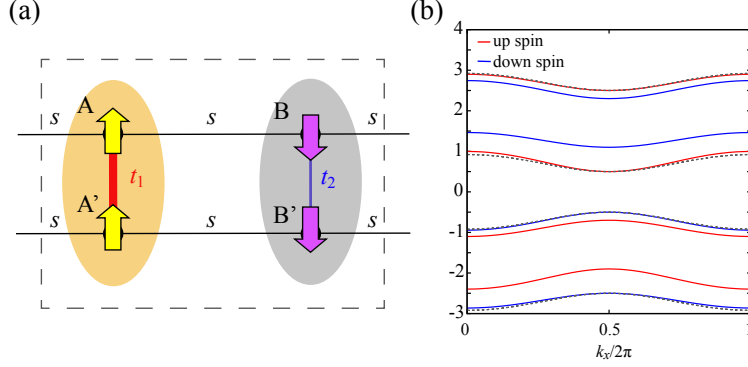 (a)
(b)
A
B
s
s
s
t1
t2
A'
B'
s
s
s
4
3
2
1
0
-1
-2
-3
up spin
down spin
0
0.5
1
kx/2π